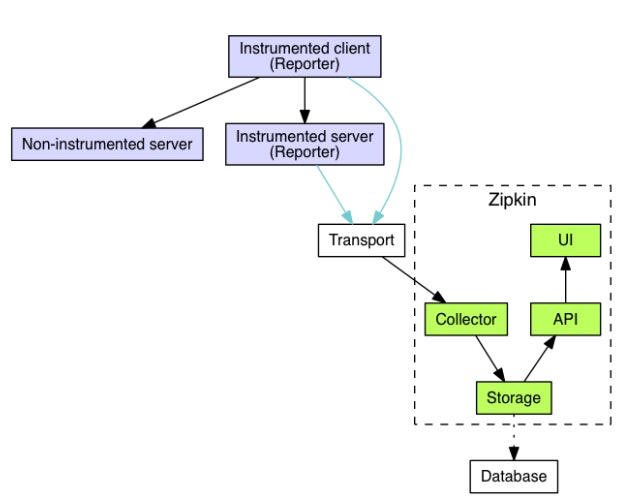 Instrumented client
(Reporter)
Non-instrumented server
Instrumented server
(Reporter)
Zipkin
Transport
UI
Collector
API
Storage
Database